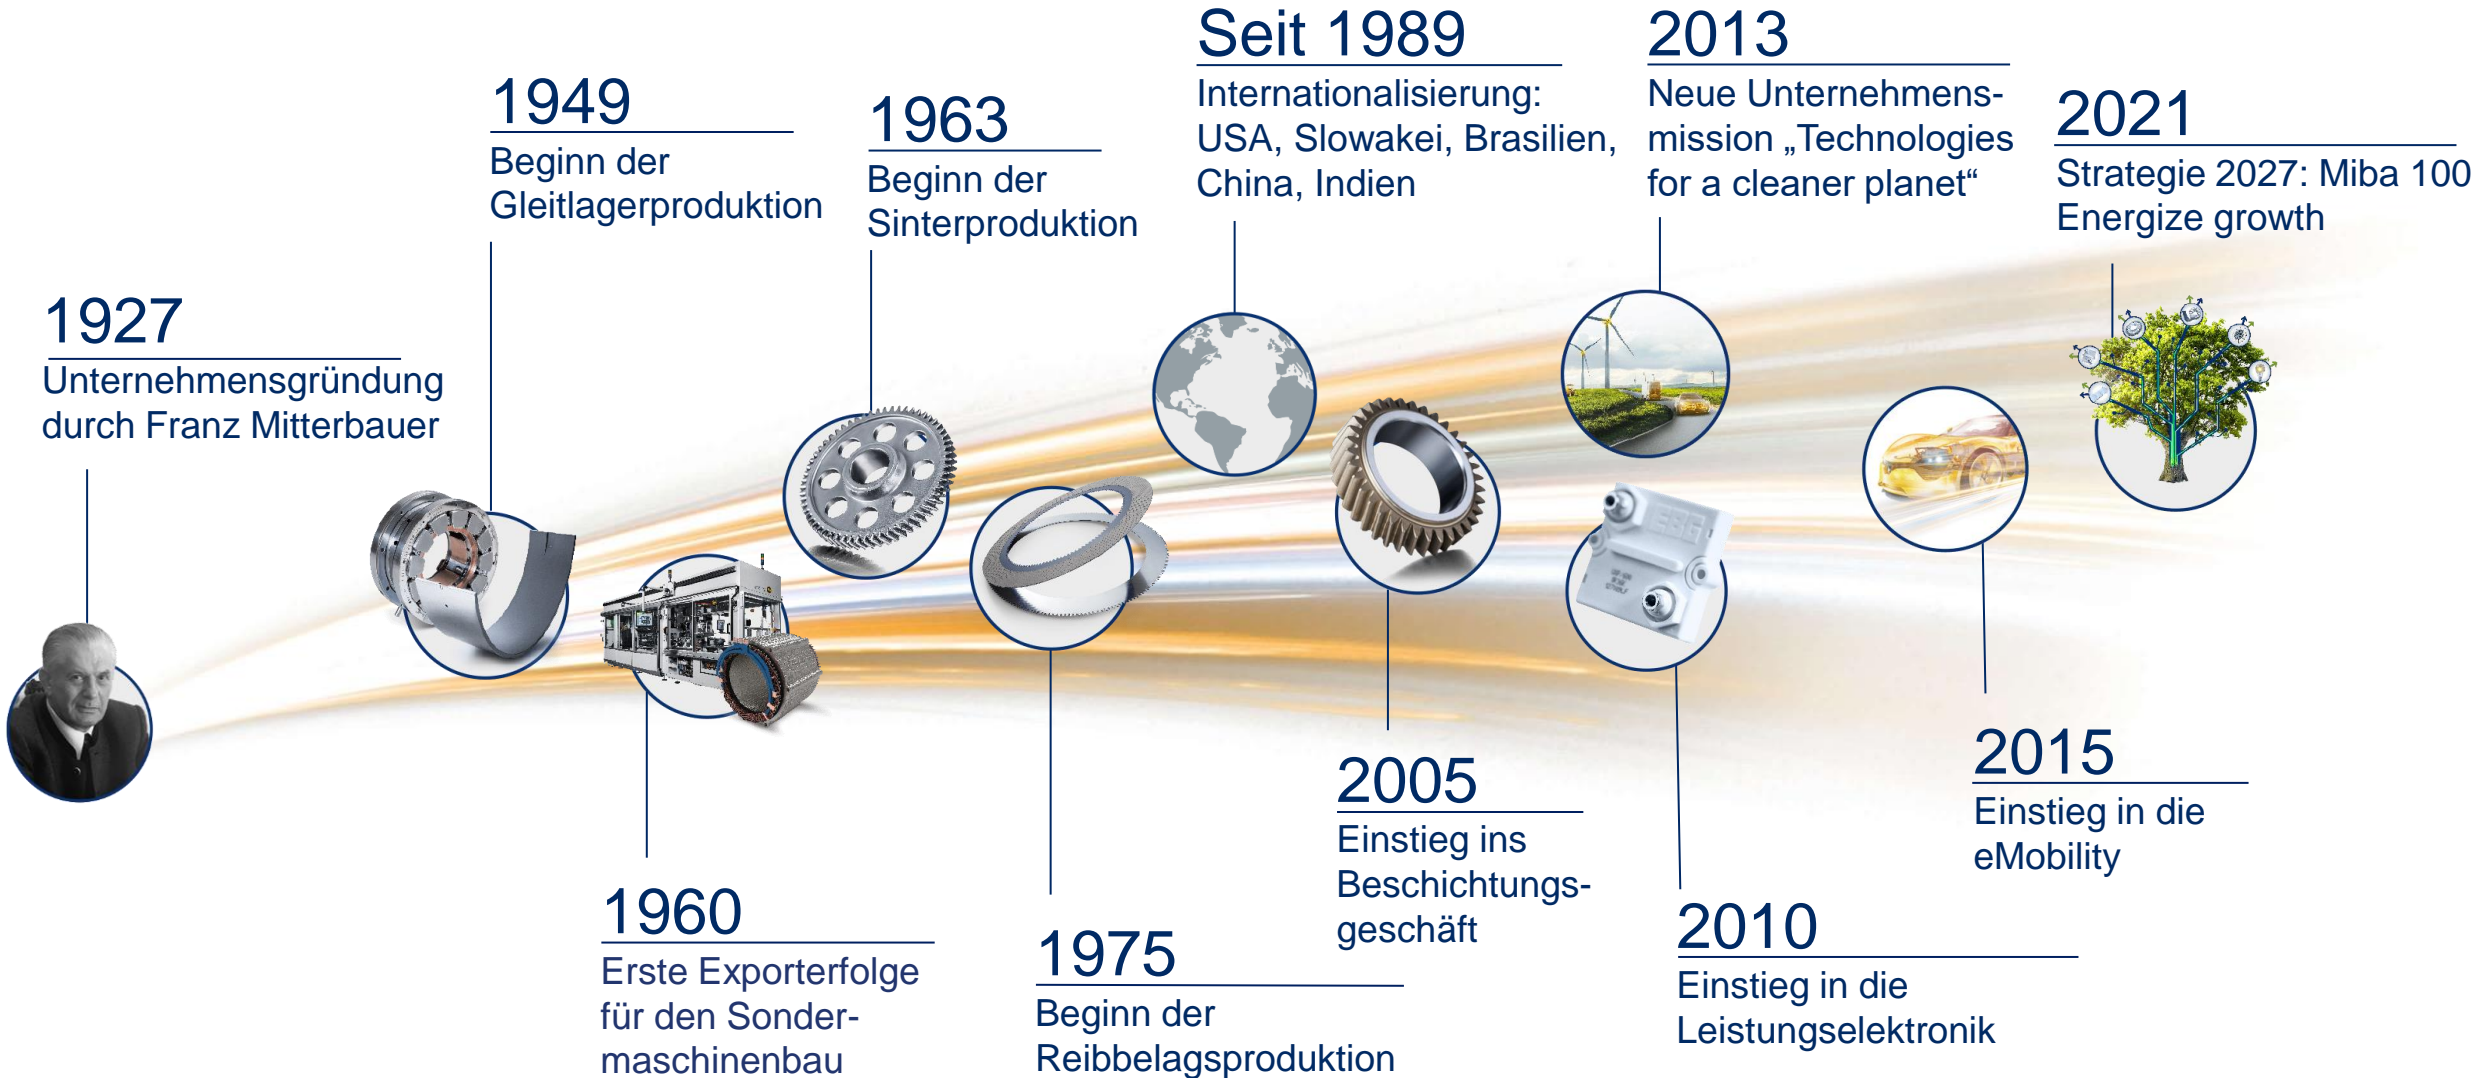 1927
Unternehmensgründung
durch Franz Mitterbauer
1949
Beginn der
Gleitlagerproduktion
1960
Erste Exporterfolge
für den Sonder-
maschinenbau
1963
Beginn der
Sinterproduktion
1975
Beginn der
Reibbelagsproduktion
Seit 1989
Internationalisierung:
USA, Slowakei, Brasilien,
China, Indien
2005
Einstieg ins
Beschichtungs-
geschäft
2010
Einstieg in die
Leistungselektronik
EBG
2013
Neue Unternehmens-
mission „Technologies
for a cleaner planet“
2015
Einstieg in die
eMobility
2021
Strategie 2027: Miba 100
Energize growth